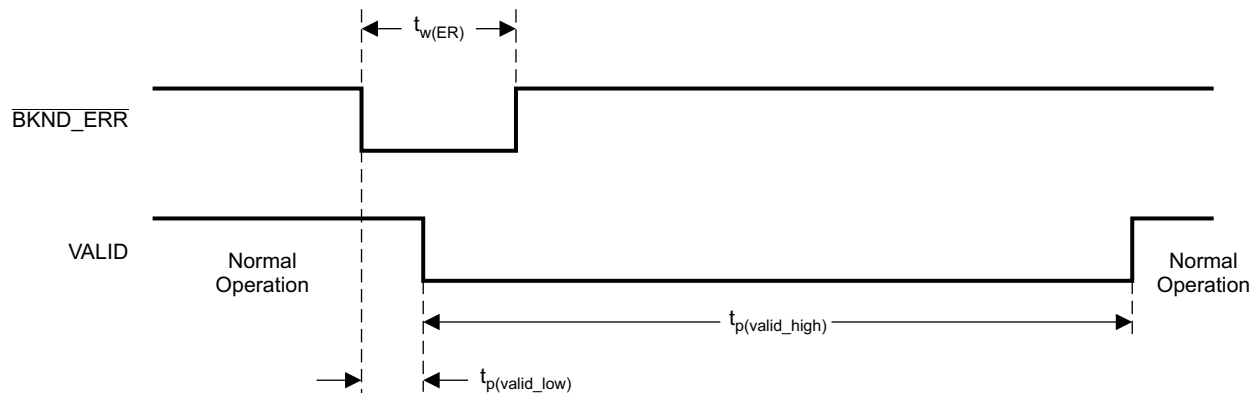 tw(ER)
BKND_ERR
VALID
Normal
Operation
Normal
Operation
tp(valid_high)
tp(valid_low)